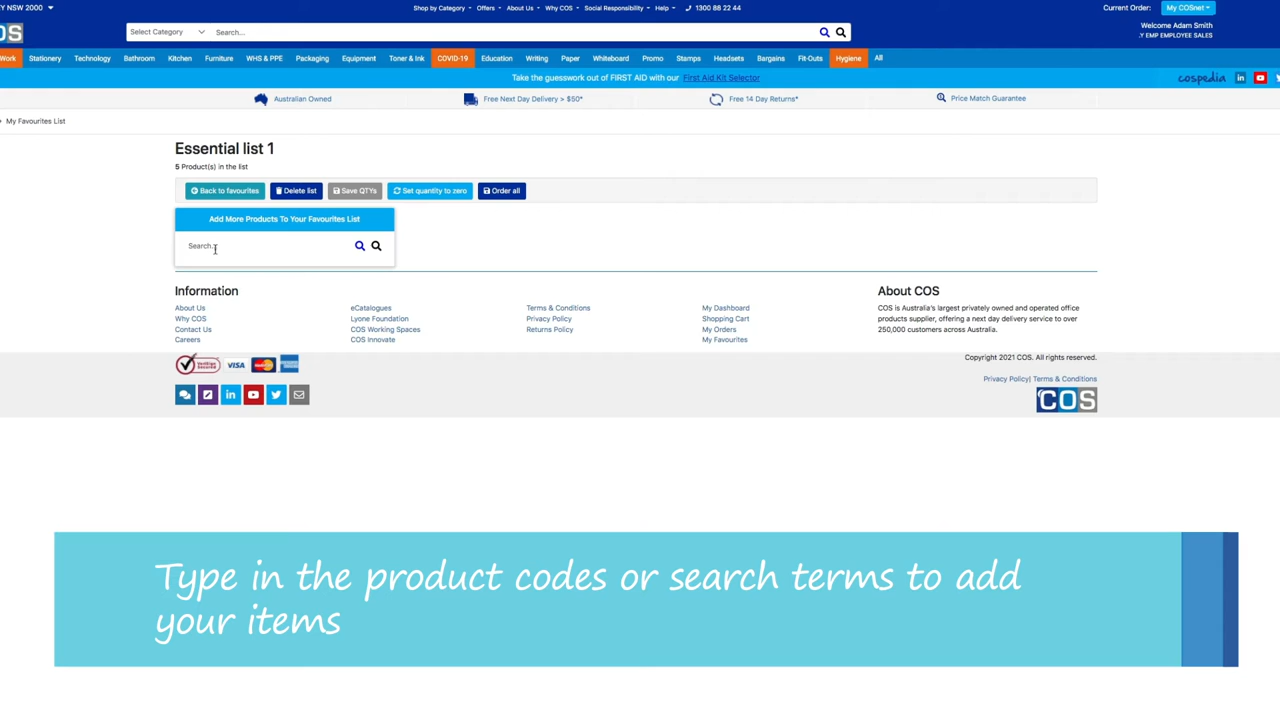 Y NSW 2000
Shop by Category Offers About Us Why COS Social Responsibility Help 1300 88 22 44
Current Order: My COSnet
COS
Select Category Search...
Welcome Adam Smith
.Y EMP EMPLOYEE SALES
Work Stationery Technology Bathroom Kitchen Furniture WHS & PPE Packaging Equipment Toner & Ink COVID-19 Education Writing Paper Whiteboard Promo Stamps Headsets Bargains Fit-Outs Hygiene All
Take the guesswork out of FIRST AID with our First Aid Kit Selector
cospedia
Australian Owned Free Next Day Delivery > $50* Free 14 Day Returns* Price Match Guarantee
My Favourites List
Essential list 1
5 Product(s) in the list
Back to favourites Delete list Save QTYs Set quantity to zero Order all
Add More Products To Your Favourites List
Search...
Information
About Us
Why COS
Contact Us
Careers
eCatalogues
Lyone Foundation
COS Working Spaces
COS Innovate
Terms & Conditions
Privacy Policy
Returns Policy
My Dashboard
Shopping Cart
My Orders
My Favourites
About COS
COS is Australia's largest privately owned and operated office
products supplier, offering a next day delivery service to over
250,000 customers across Australia.
VISA
Copyright 2021 COS. All rights reserved.
Privacy Policy| Terms & Conditions
COS
Type in the product codes or search terms to add
your items